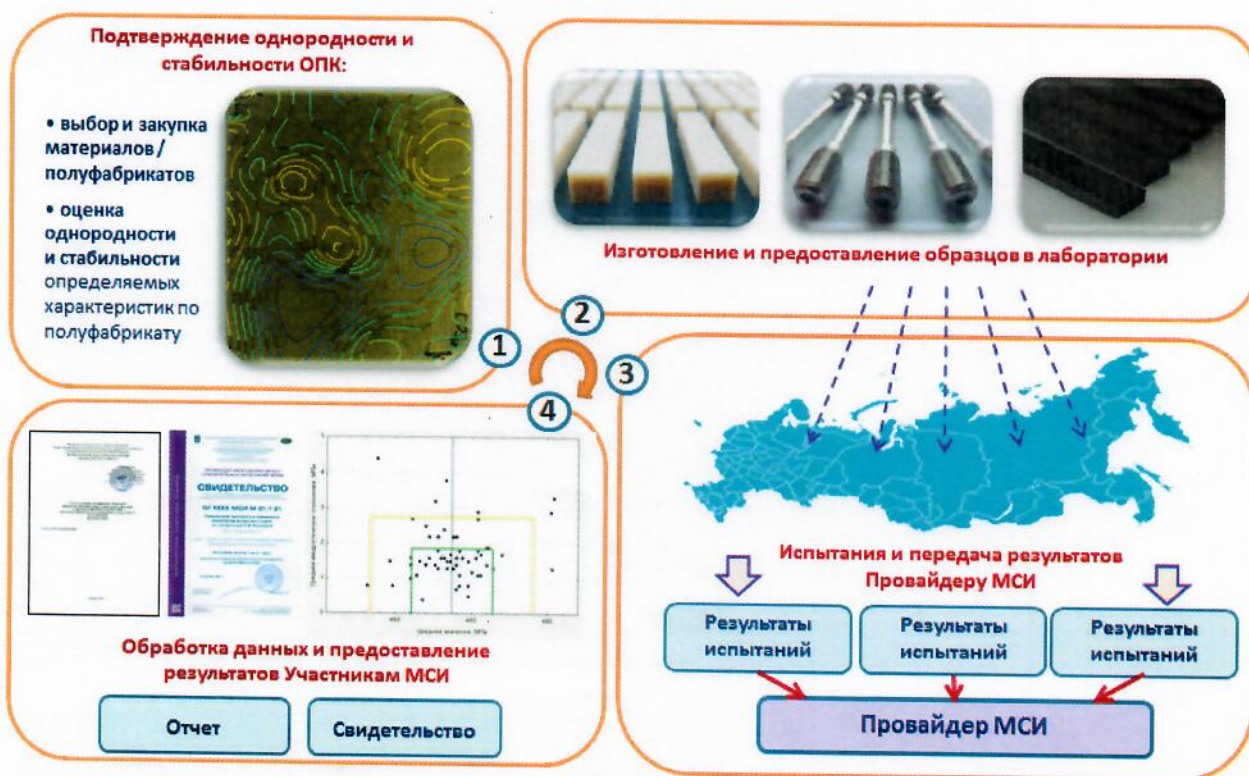 Подтверждение однородности и
стабильности ОПК:
• выбор и закупка
материалов /
полуфабрикатов
• оценка
однородности
и стабильности
определяемых
характеристик по
полуфабрикату
1
Изготовление и предоставление образцов в лаборатории
2
3
Испытания и передача результатов
Провайдеру МСИ
Результаты
испытаний
Результаты
испытаний
Результаты
испытаний
Провайдер МСИ
4
СВИДЕТЕЛЬСТВО
Обработка данных и предоставление
результатов Участникам МСИ
Отчет
Свидетельство